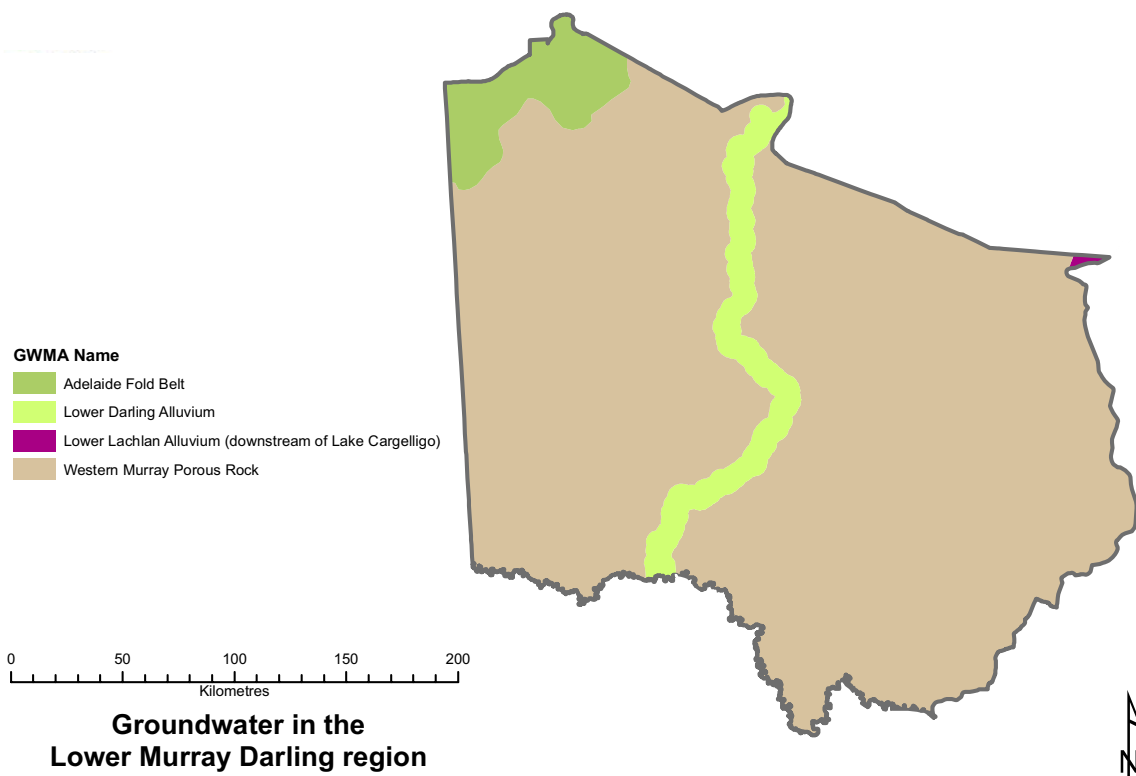 GWMA Name
Adelaide Fold Belt
Lower Darling Alluvium
Lower Lachlan Alluvium (downstream of Lake Cargelligo)
Western Murray Porous Rock
0 50 100 150 200
Kilometres
Groundwater in the
Lower Murray Darling region
N